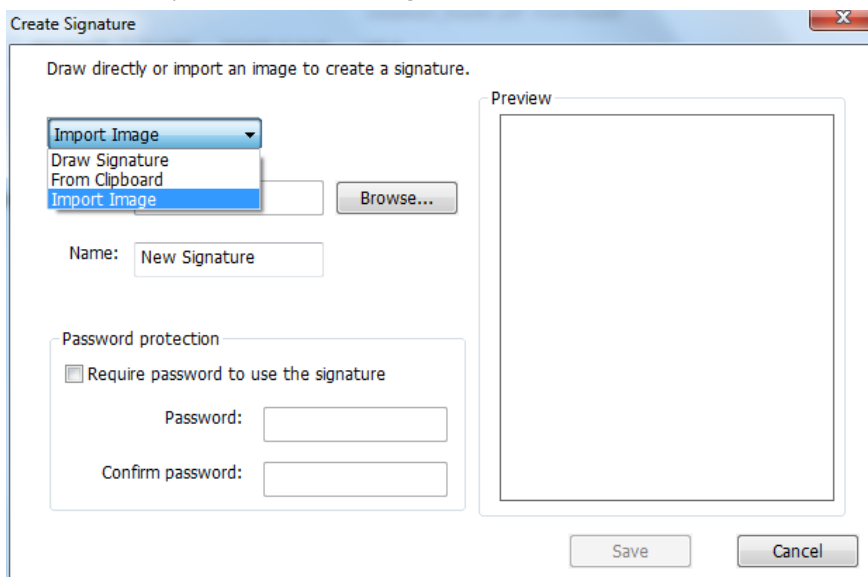 Create Signature
Draw directly or import an image to create a signature.
Preview
Import Image
Draw Signature
From Clipboard
Import Image
Browse...
Name: New Signature
Password protection
Require password to use the signature
Password:
Confirm password:
Save Cancel